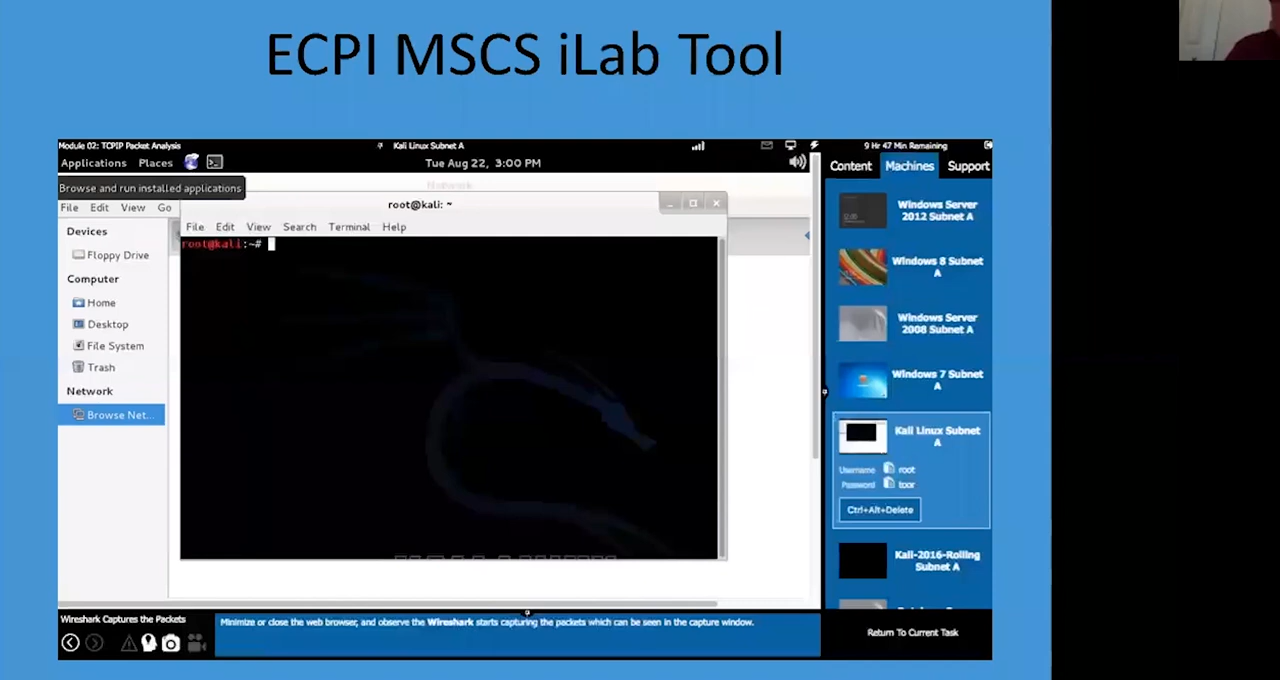 ECPI MSCS iLab Tool
Module 02: TCPIP Packet Analysis
Kali Linux Subnet A
9 Hr 47 Min Remaining
Applications Places
Tue Aug 22, 3:00 PM
Content Machines Support
Browse and run installed applications
Network
File Edit View Go
root@kali: ~
File Edit View Search Terminal Help
root@kali:~#
Devices
Floppy Drive
Computer
Home
Desktop
File System
Trash
Network
Browse Net...
Windows Server
2012 Subnet A
Windows 8 Subnet
A
Windows Server
2008 Subnet A
Windows 7 Subnet
A
Kali Linux Subnet
A
Username root
Password toor
Ctrl+Alt+Delete
Kali-2016-Rolling
Subnet A
Wireshark Captures the Packets
Minimize or close the web browser, and observe the Wireshark starts capturing the packets which can be seen in the capture window.
Return To Current Task